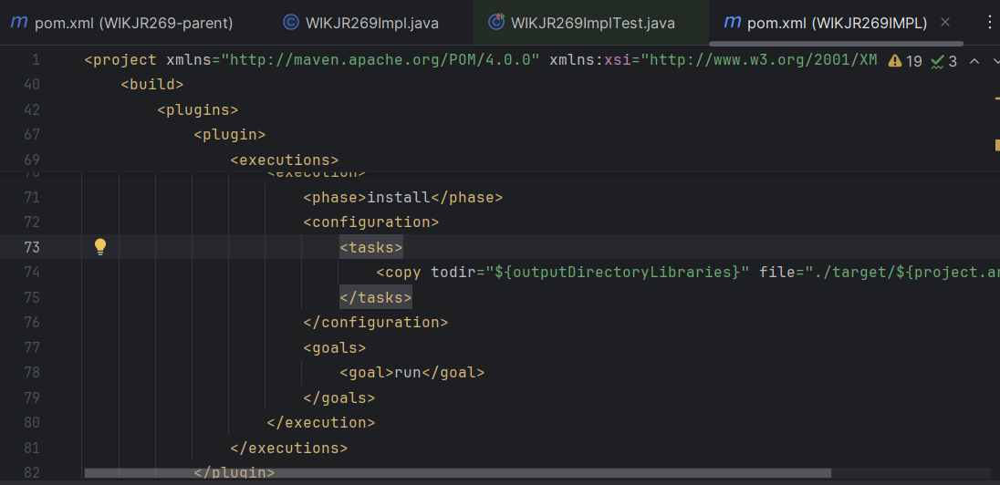 m pom.xml (WIKJR269-parent) © WIKJR269Impl.java WIKJR269ImplTest.java m pom.xml (WIKJR269IMPL) ×
1 <project xmlns="http://maven.apache.org/POM/4.0.0" xmlns:xsi="http://www.w3.org/2001/XM 19 3
40 <build>
42 <plugins>
67 <plugin>
69 <executions>
70 <execution>
71 <phase>install</phase>
72 <configuration>
73 <tasks>
74 <copy todir="${outputDirectoryLibraries}" file="./target/${project.ar
75 </tasks>
76 </configuration>
77 <goals>
78 <goal>run</goal>
79 </goals>
80 </execution>
81 </executions>
82 </plugin>